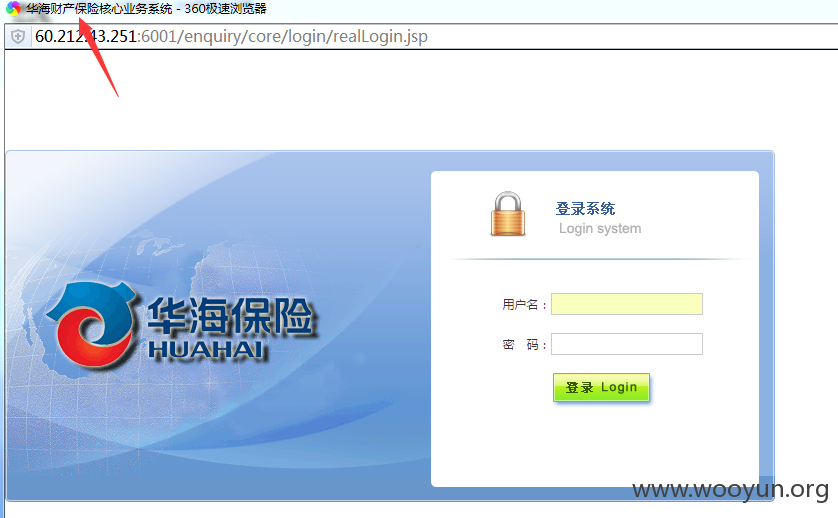 华海财产保险核心业务系统 - 360极速浏览器
60.212.43.251:6001/enquiry/core/login/realLogin.jsp
登录系统
Login system
华海保险
HUAHAI
用户名：
密 码：
登录 Login
www.wooyun.org